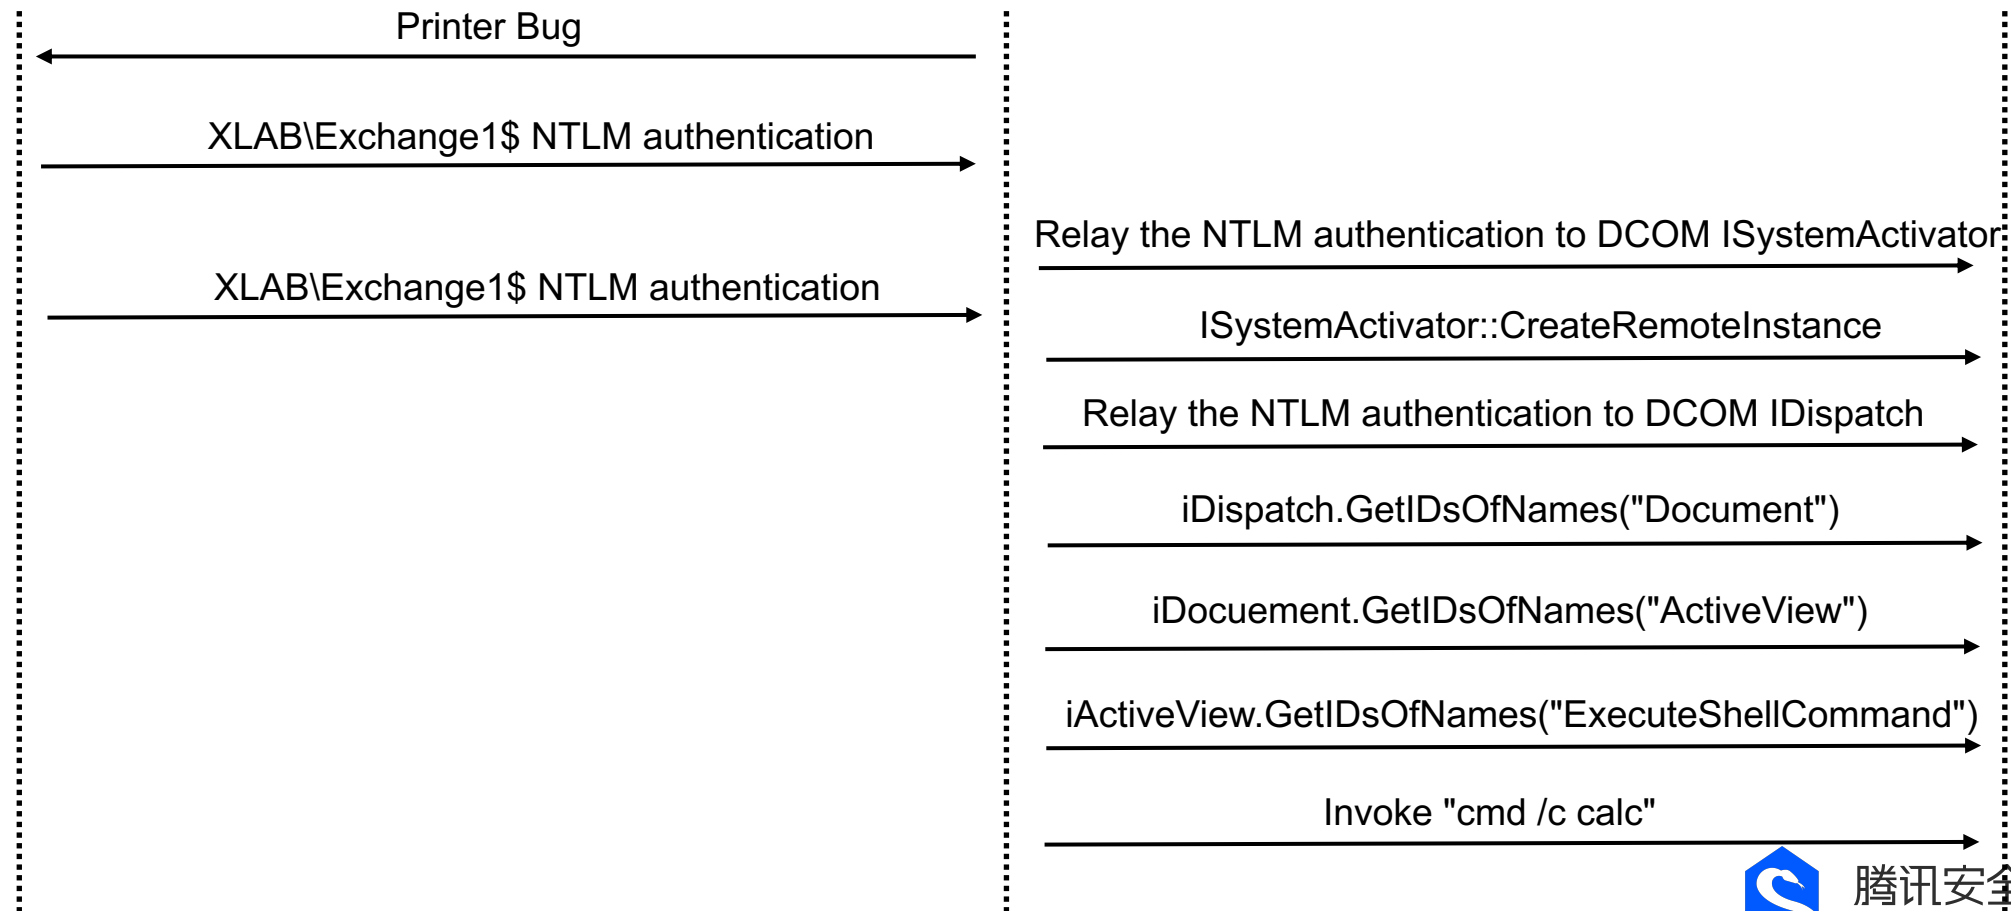 Printer Bug
XLAB\Exchange1$ NTLM authentication
Relay the NTLM authentication to DCOM ISystemActivator
XLAB\Exchange1$ NTLM authentication
ISystemActivator::CreateRemoteInstance
Relay the NTLM authentication to DCOM IDispatch
iDispatch.GetIDsOfNames("Document")
iDocuement.GetIDsOfNames("ActiveView")
iActiveView.GetIDsOfNames("ExecuteShellCommand")
Invoke "cmd /c calc"
腾讯安全